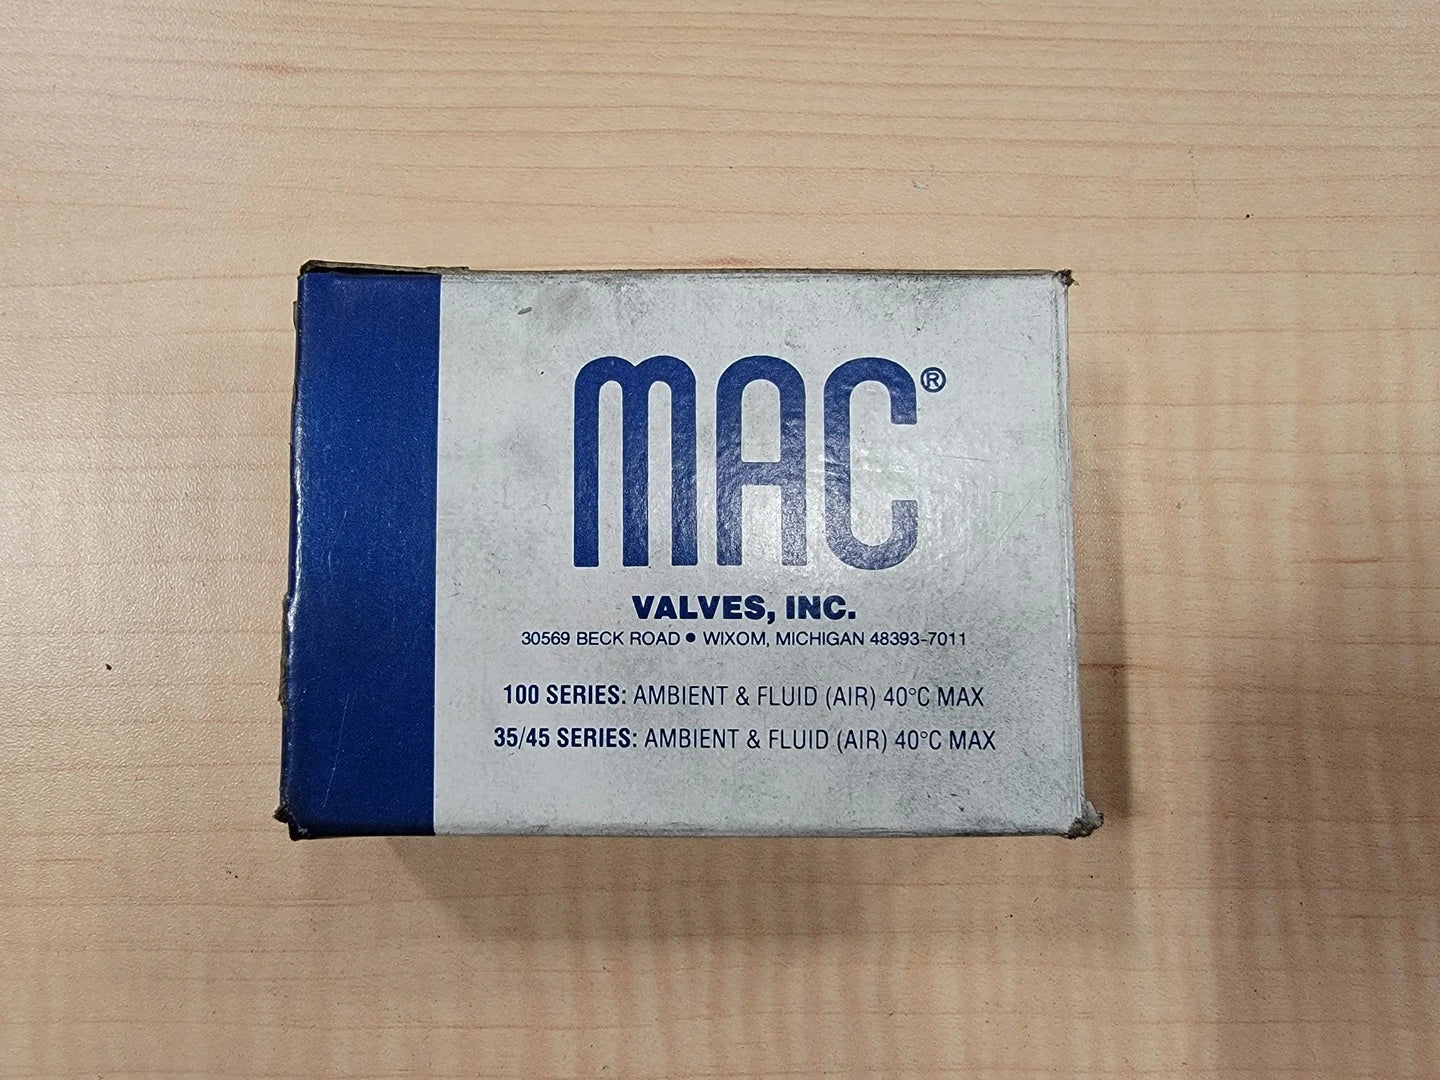 MAC®
VALVES, INC.
30569 BECK ROAD • WIXOM, MICHIGAN 48393-7011
100 SERIES: AMBIENT & FLUID (AIR) 40°C MAX
35/45 SERIES: AMBIENT & FLUID (AIR) 40°C MAX